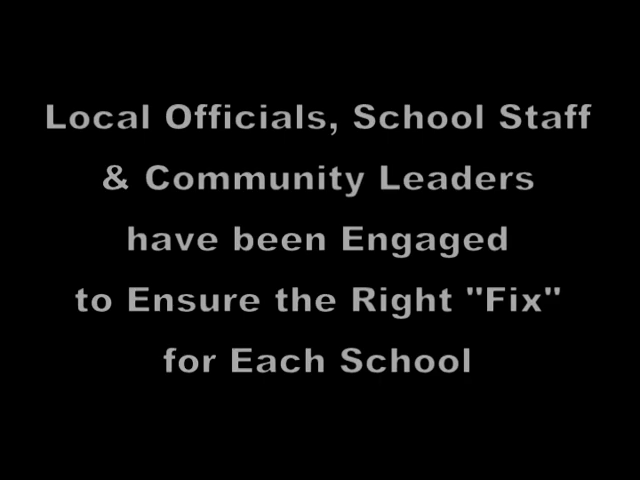 Local Officials, School Staff
& Community Leaders
have been Engaged
to Ensure the Right "Fix"
for Each School